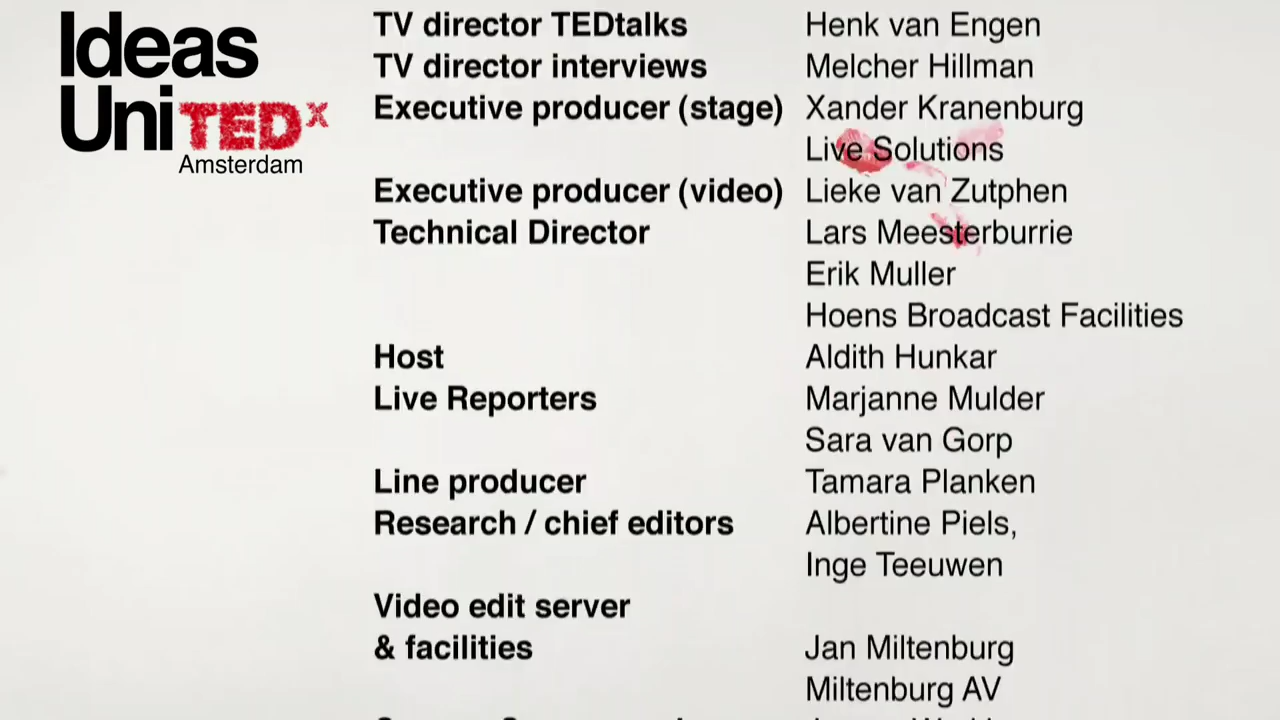 Ideas
UniTEDx
Amsterdam
TV director TEDtalks Henk van Engen
TV director interviews Melcher Hillman
Executive producer (stage) Xander Kranenburg
Live Solutions
Executive producer (video) Lieke van Zutphen
Technical Director Lars Meesterburrie
Erik Muller
Hoens Broadcast Facilities
Host Aldith Hunkar
Live Reporters Marjanne Mulder
Sara van Gorp
Line producer Tamara Planken
Research / chief editors Albertine Piels,
Inge Teeuwen
Video edit server
& facilities Jan Miltenburg
Miltenburg AV